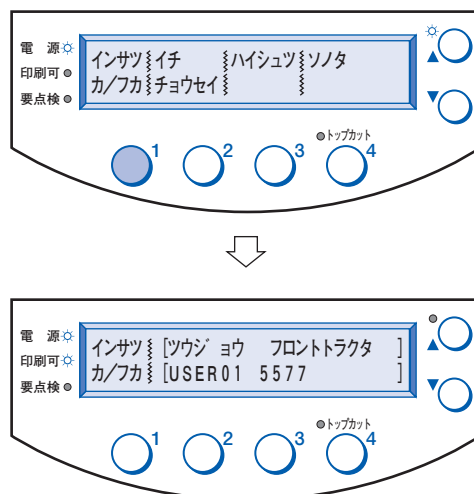 電 源
印刷可
要点検
インサツ イチ ハイシュツ ソノタ
カ/フカ チョウセイ
▲
▼
トップカット
1 2 3 4
電 源
印刷可
要点検
インサツ [ツウジョウ フロントトラクタ ]
カ/フカ [USER01 5577 ]
▲
▼
トップカット
1 2 3 4